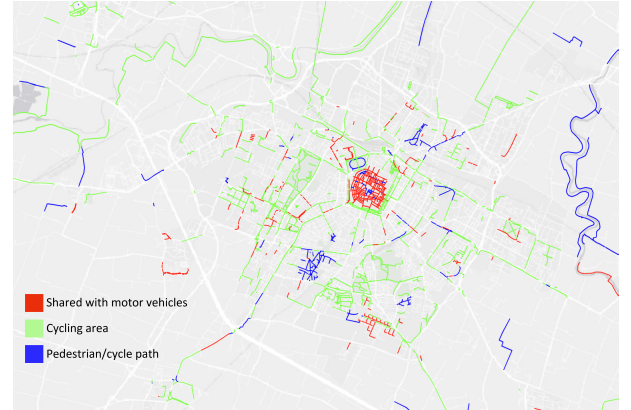 Shared with motor vehicles
Cycling area
Pedestrian/cycle path